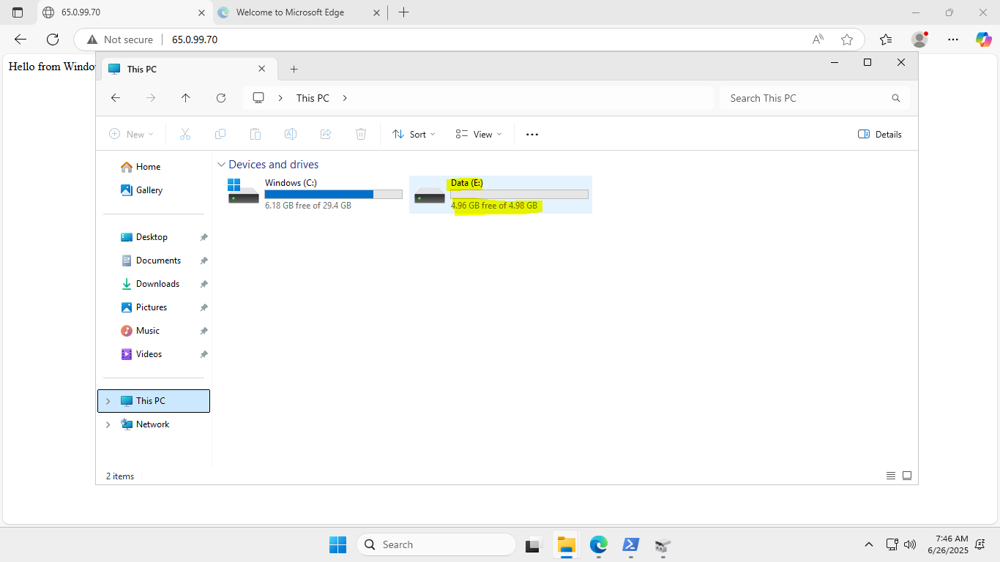 65.0.99.70
Welcome to Microsoft Edge
Not secure
65.0.99.70
Hello from Windo
This PC
This PC
Search This PC
New
Sort
View
Details
Home
Gallery
Desktop
Documents
Downloads
Pictures
Music
Videos
This PC
Network
Devices and drives
Windows (C:)
6.18 GB free of 29.4 GB
Data (E:)
4.96 GB free of 4.98 GB
2 items
Search
7:46 AM
6/26/2025